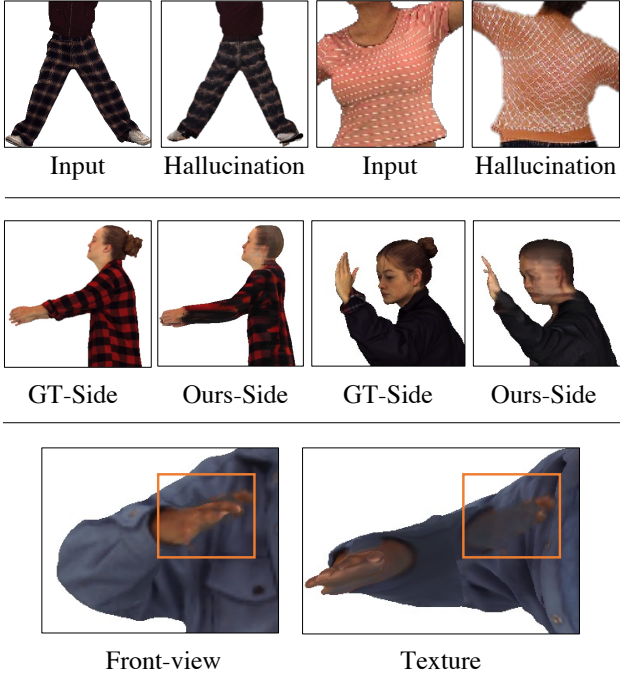 Input Hallucination Input Hallucination
GT-Side Ours-Side GT-Side Ours-Side
Front-view Texture